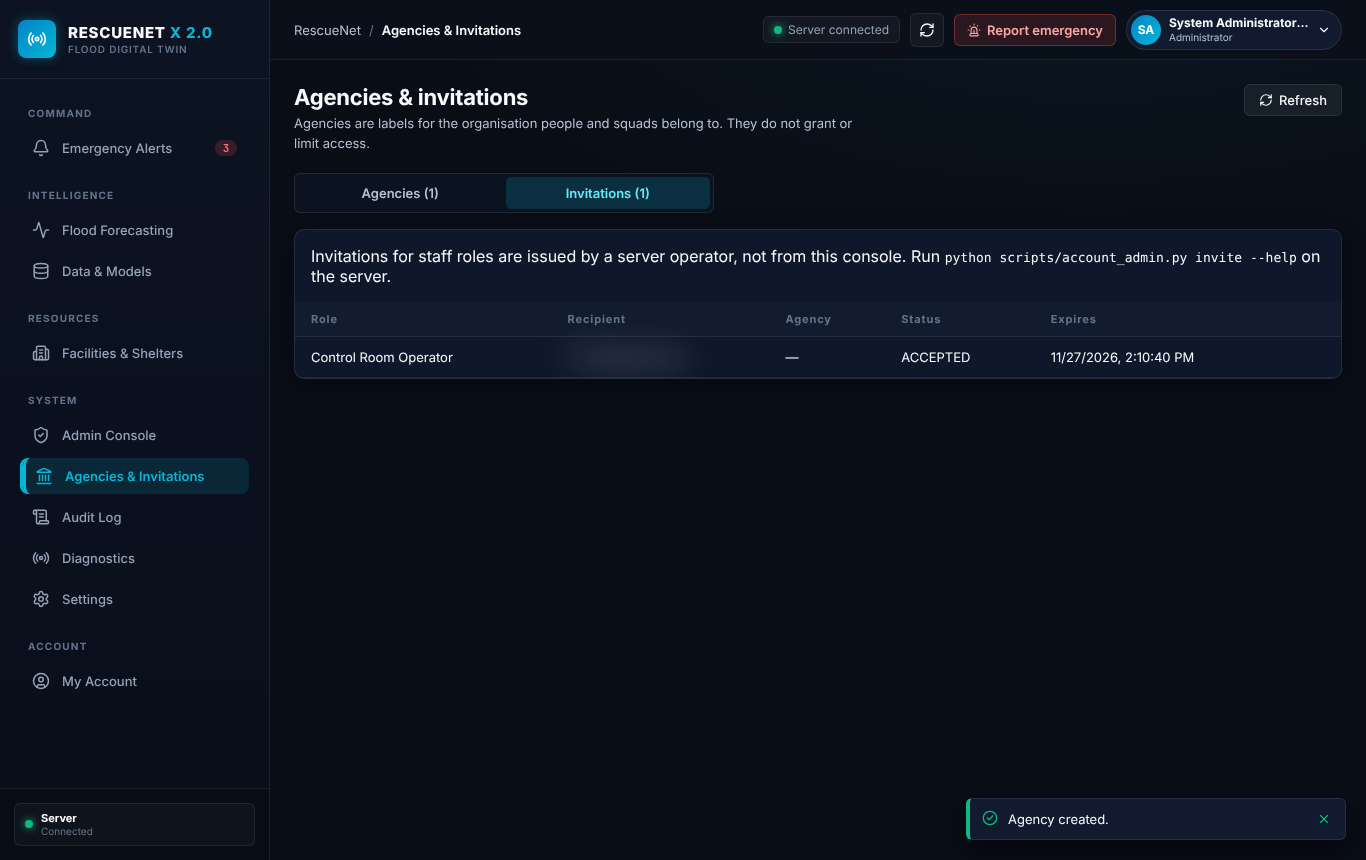 RESCUENET X 2.0
FLOOD DIGITAL TWIN
COMMAND
Emergency Alerts 3
INTELLIGENCE
Flood Forecasting
Data & Models
RESOURCES
Facilities & Shelters
SYSTEM
Admin Console
Agencies & Invitations
Audit Log
Diagnostics
Settings
ACCOUNT
My Account
Server
Connected
RescueNet / Agencies & Invitations
Server connected
Report emergency
SA
System Administrator...
Administrator
Agencies & invitations
Agencies are labels for the organisation people and squads belong to. They do not grant or
limit access.
Refresh
Agencies (1) Invitations (1)
Invitations for staff roles are issued by a server operator, not from this console. Run python scripts/account_admin.py invite --help on
the server.
Role Recipient Agency Status Expires
Control Room Operator — ACCEPTED 11/27/2026, 2:10:40 PM
Agency created.